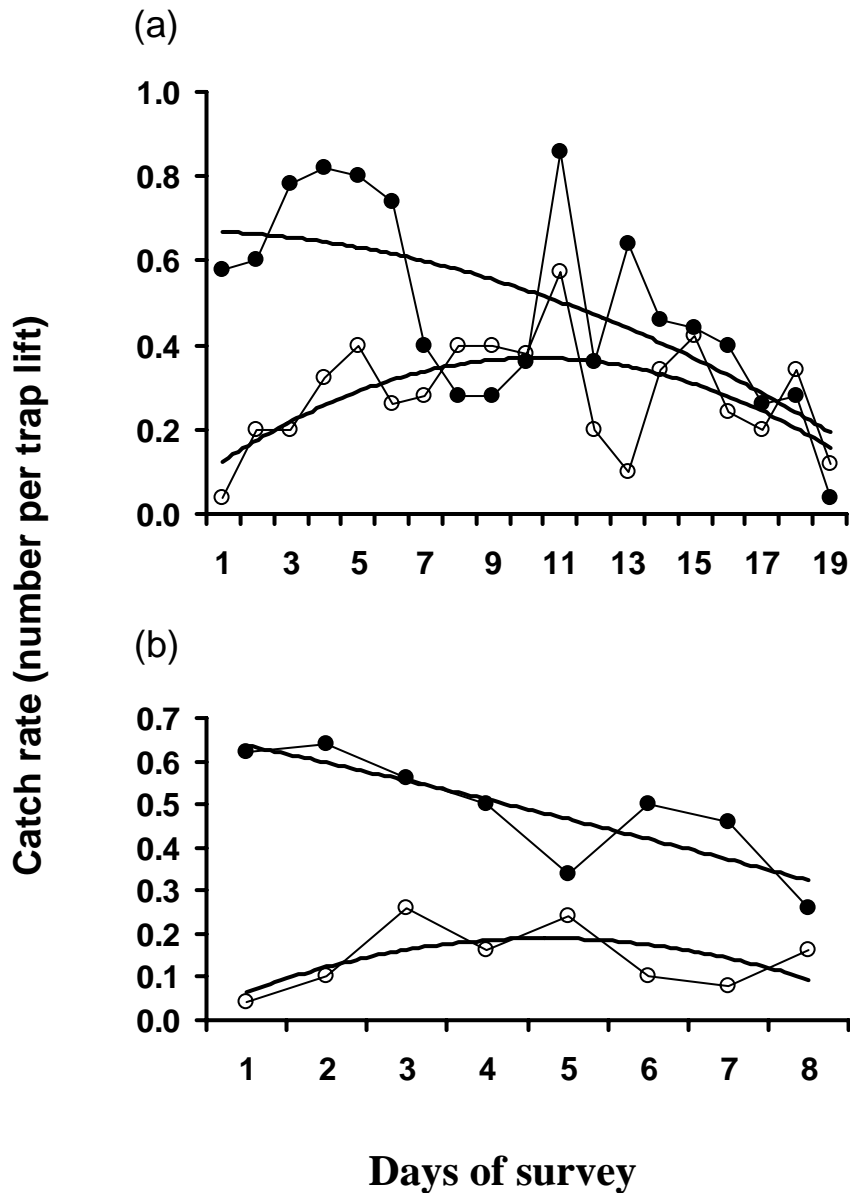 (a)
1.0
0.8
0.6
0.4
0.2
0.0
1 3 5 7 9 11 13 15 17 19
Catch rate (number per trap lift)
(b)
0.7
0.6
0.5
0.4
0.3
0.2
0.1
0.0
1 2 3 4 5 6 7 8
Days of survey